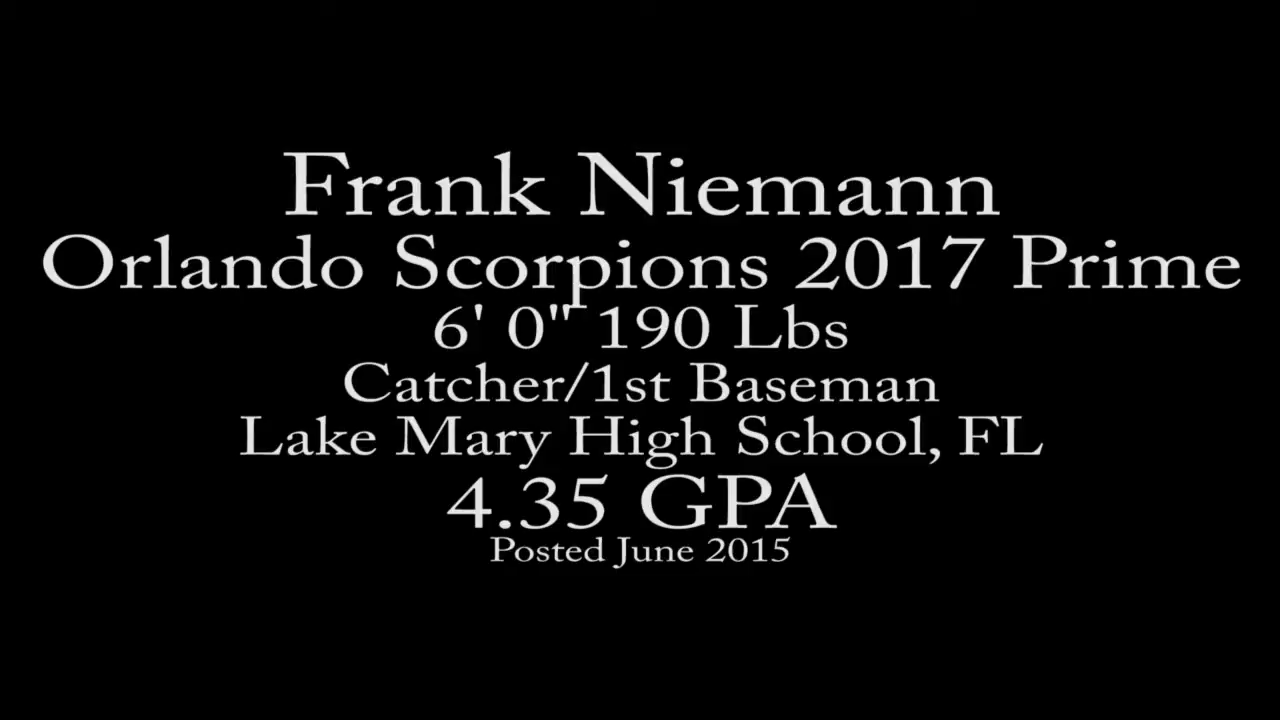 Frank Niemann
Orlando Scorpions 2017 Prime
6' 0" 190 Lbs
Catcher/1st Baseman
Lake Mary High School, FL
4.35 GPA
Posted June 2015